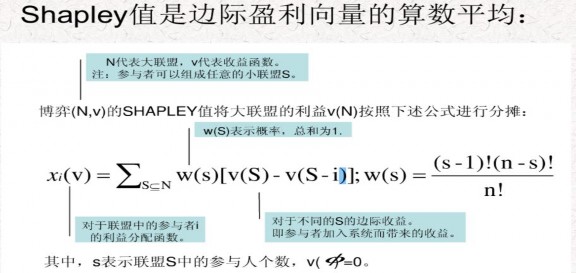 Shapley值是边际盈利向量的算数平均：
N代表大联盟，v代表收益函数。
注：参与者可以组成任意的小联盟S。
博弈(N,v)的SHAPLEY值将大联盟的利益v(N)按照下述公式进行分摊：
w(S)表示概率，总和为1.
xi(v) = ∑S⊆N w(s)[v(S) - v(S - i)]; w(s) = (s - 1)!(n - s)! / n!
对于联盟中的参与者i
的利益分配函数。
对于不同的S的边际收益。
即参与者加入系统而带来的收益。
其中，s表示联盟S中的参与人个数，v( =0。